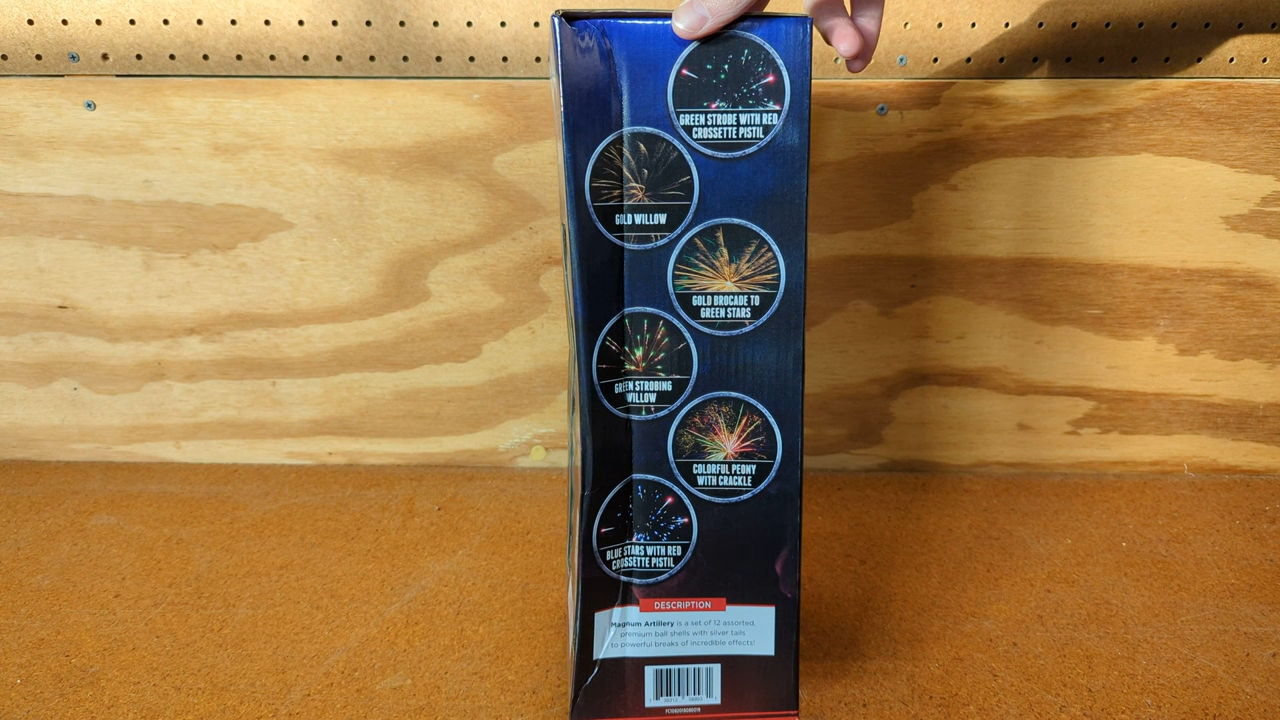 GREEN STROBE WITH RED
CROSSETTE PISTIL
GOLD WILLOW
GOLD BROCADE TO
GREEN STARS
GREEN STROBING
WILLOW
COLORFUL PEONY
WITH CRACKLE
BLUE STARS WITH RED
CROSSETTE PISTIL
DESCRIPTION
Magnum Artillery is a set of 12 assorted,
premium ball shells with silver tails
to powerful breaks of incredible effects!